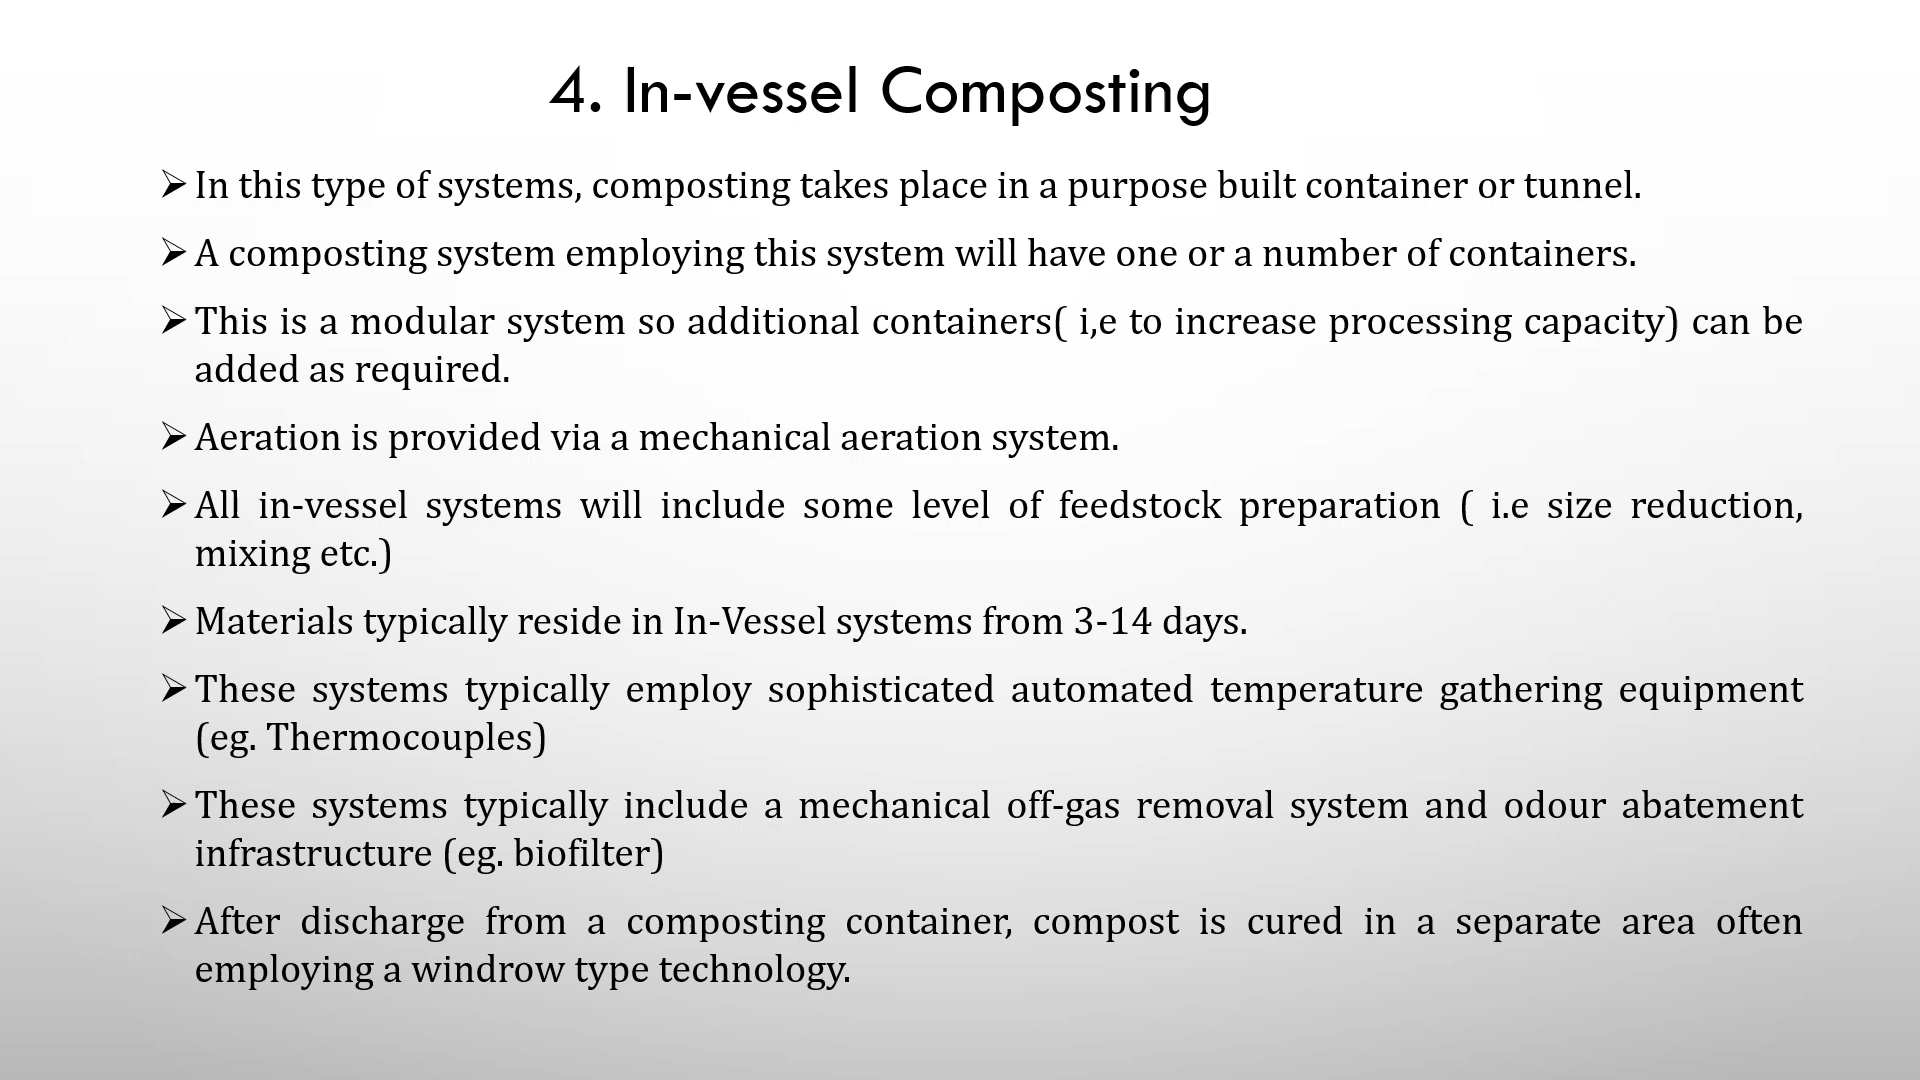 4. In-vessel Composting
➢ In this type of systems, composting takes place in a purpose built container or tunnel.
➢ A composting system employing this system will have one or a number of containers.
➢ This is a modular system so additional containers( i,e to increase processing capacity) can be
added as required.
➢ Aeration is provided via a mechanical aeration system.
➢ All in-vessel systems will include some level of feedstock preparation ( i.e size reduction,
mixing etc.)
➢ Materials typically reside in In-Vessel systems from 3-14 days.
➢ These systems typically employ sophisticated automated temperature gathering equipment
(eg. Thermocouples)
➢ These systems typically include a mechanical off-gas removal system and odour abatement
infrastructure (eg. biofilter)
➢ After discharge from a composting container, compost is cured in a separate area often
employing a windrow type technology.